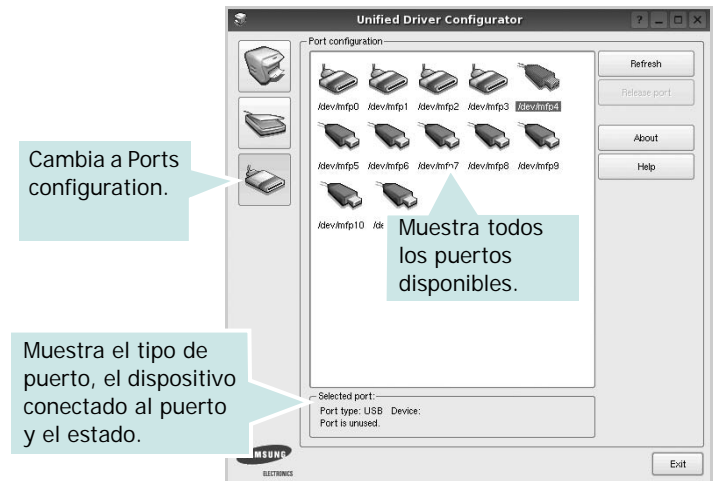 Unified Driver Configurator
Port configuration
/dev/mfp0 /dev/mfp1 /dev/mfp2 /dev/mfp3 /dev/mfp4
/dev/mfp5 /dev/mfp6 /dev/mfp7 /dev/mfp8 /dev/mfp9
/dev/mfp10
Refresh
Release port
About
Help
Cambia a Ports
configuration.
Muestra todos
los puertos
disponibles.
Muestra el tipo de
puerto, el dispositivo
conectado al puerto
y el estado.
Selected port:
Port type: USB Device:
Port is unused.
ELECTRONICS
Exit